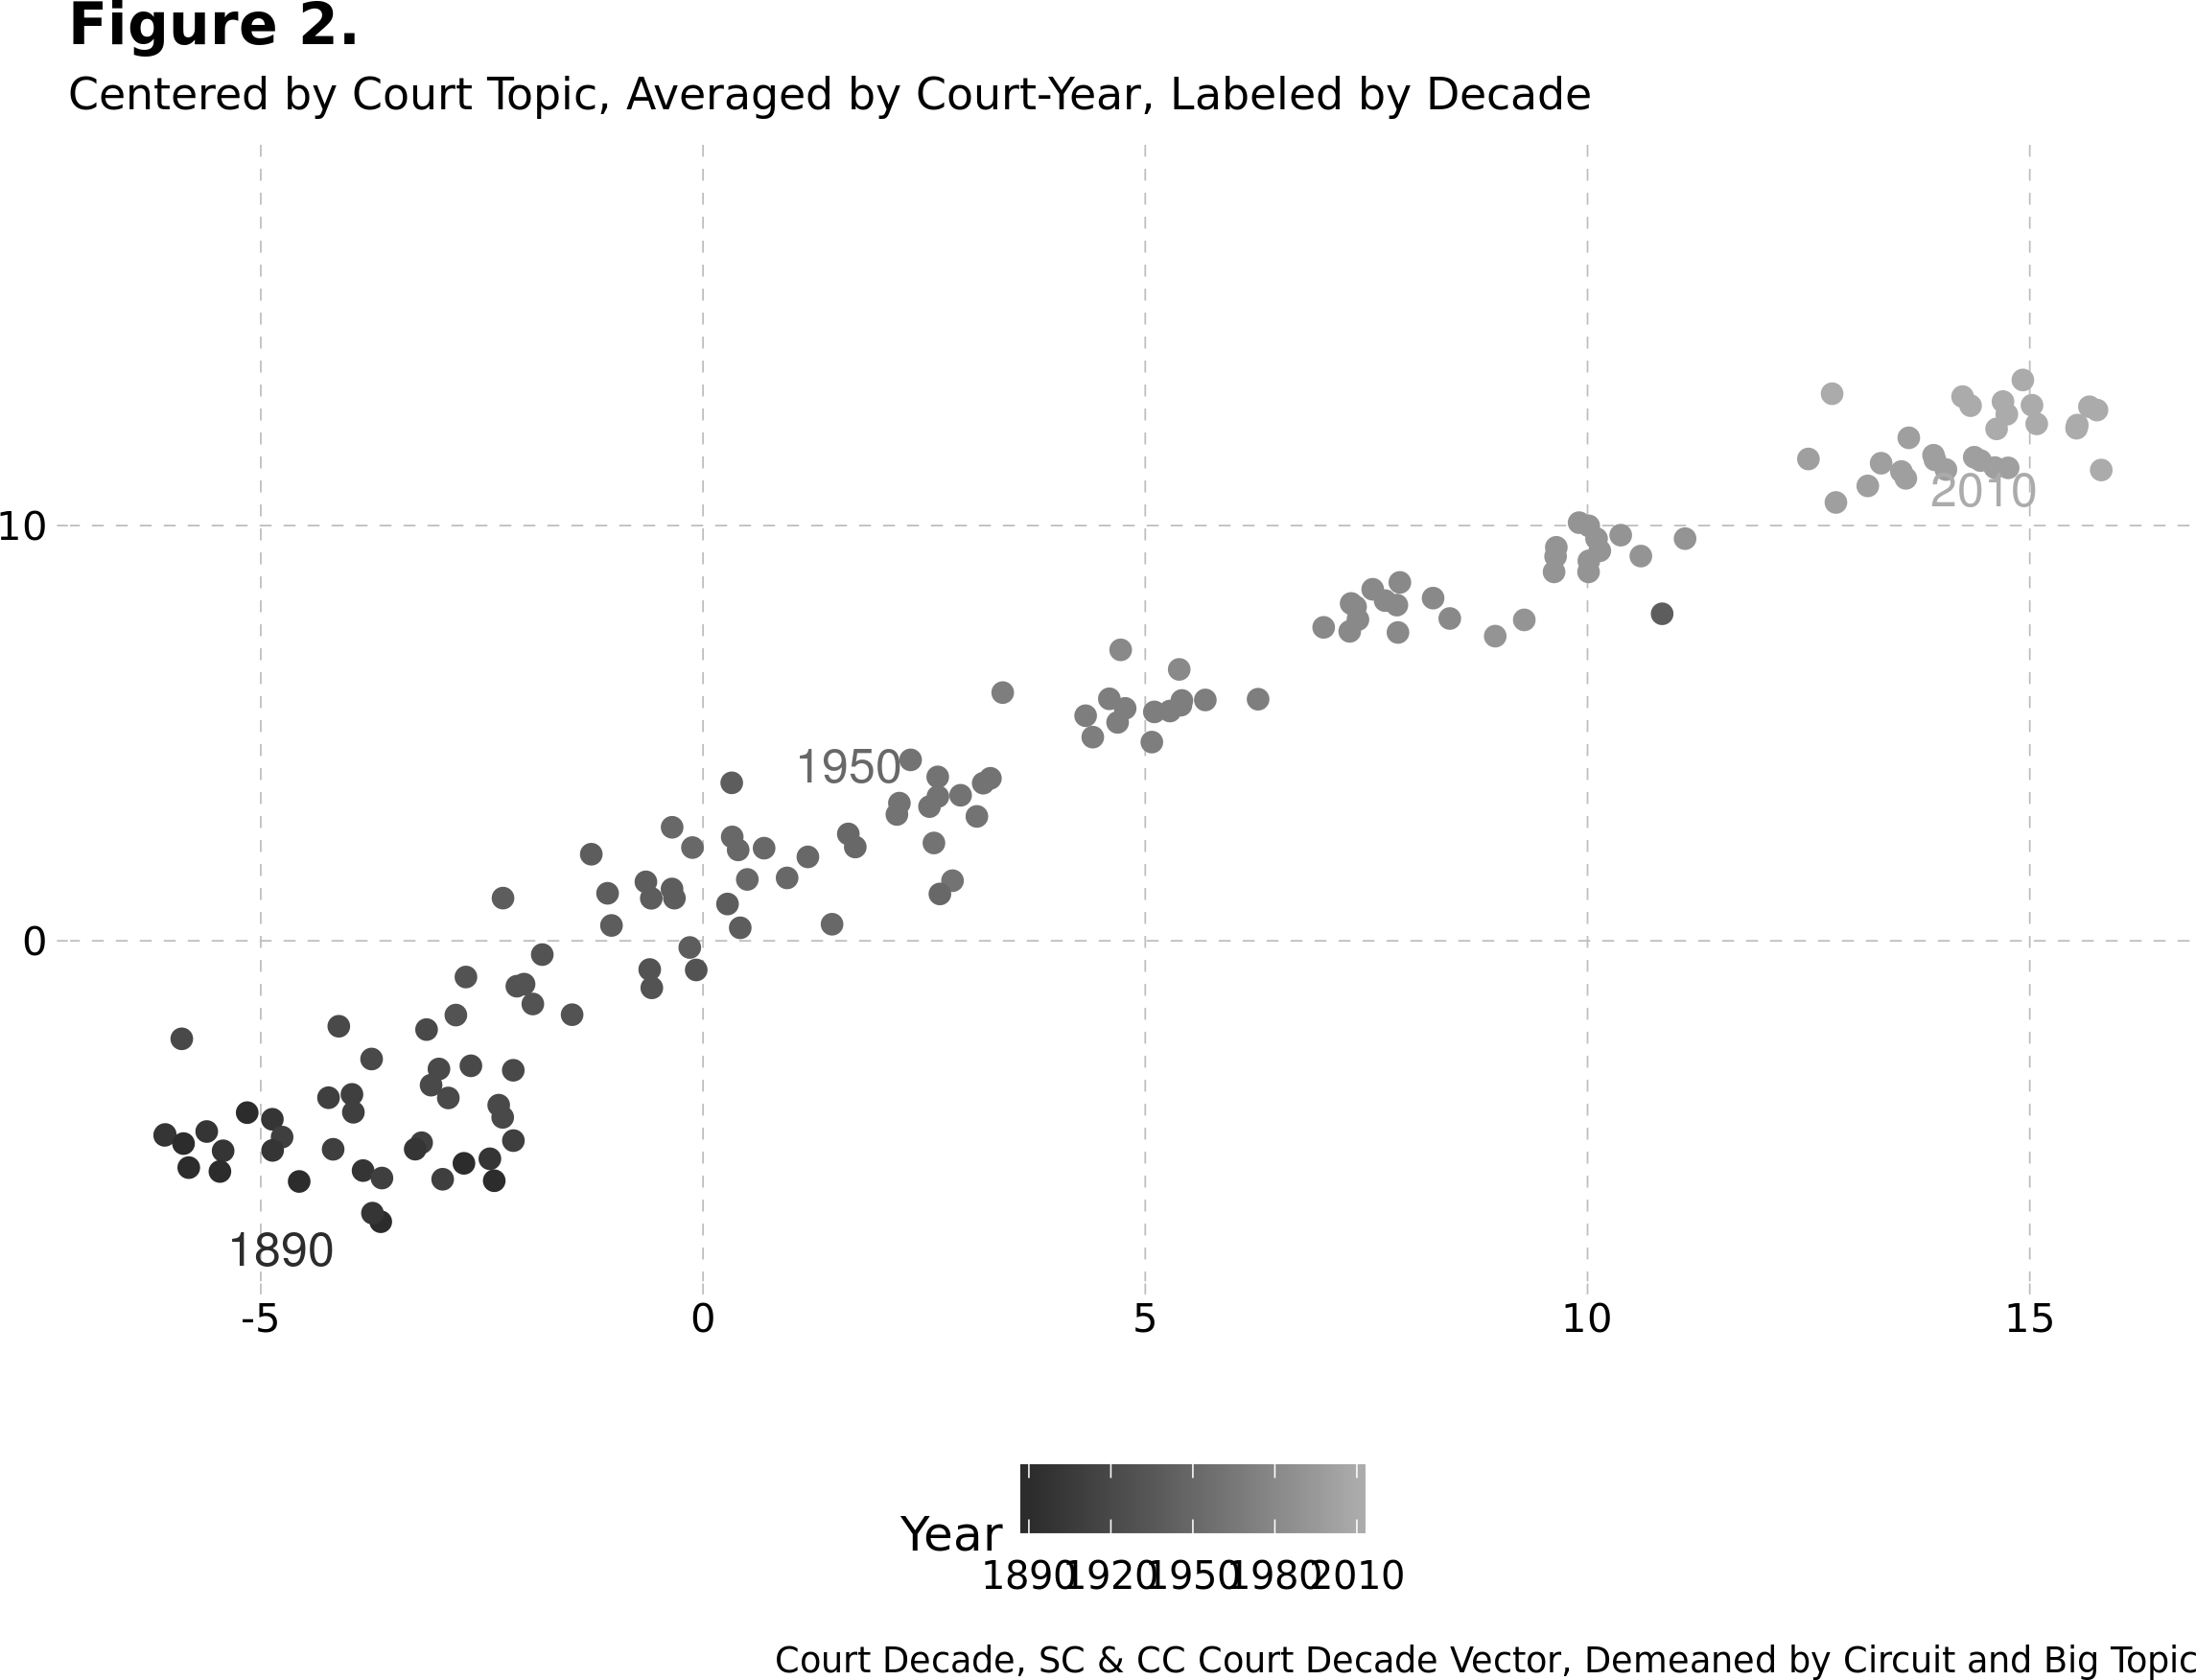 Figure 2.
Centered by Court Topic, Averaged by Court-Year, Labeled by Decade
2010
10
1950
0
1890
-5 0 5 10 15
Year
1890 1920 1950 1980 2010
Court Decade, SC & CC Court Decade Vector, Demeaned by Circuit and Big Topic